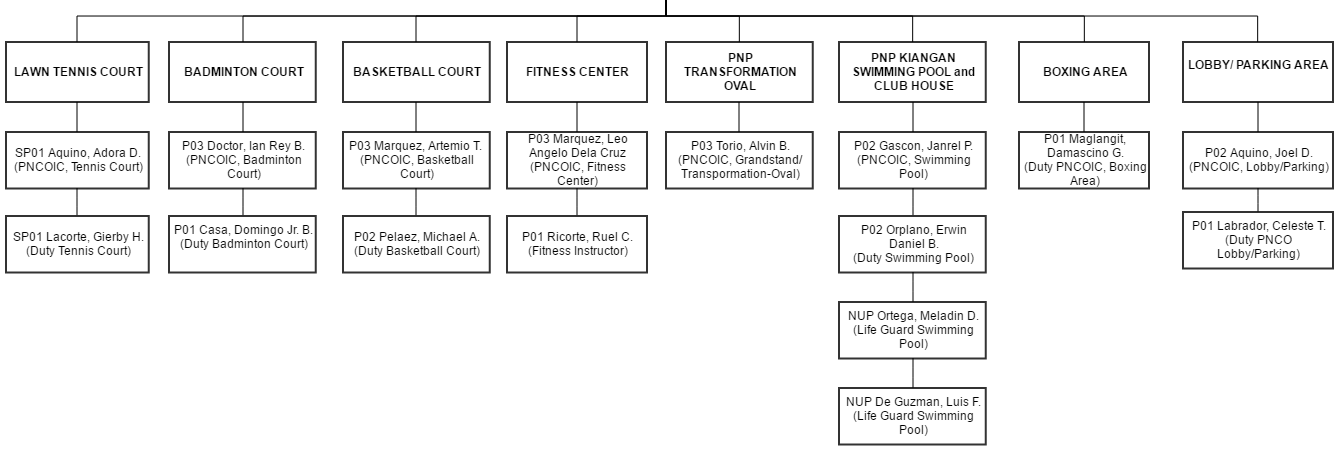 LAWN TENNIS COURT
SP01 Aquino, Adora D.
(PNCOIC, Tennis Court)
SP01 Lacorte, Gierby H.
(Duty Tennis Court)
BADMINTON COURT
P03 Doctor, Ian Rey B.
(PNCOIC, Badminton
Court)
P01 Casa, Domingo Jr. B.
(Duty Badminton Court)
BASKETBALL COURT
P03 Marquez, Artemio T.
(PNCOIC, Basketball
Court)
P02 Pelaez, Michael A.
(Duty Basketball Court)
FITNESS CENTER
P03 Marquez, Leo
Angelo Dela Cruz
(PNCOIC, Fitness
Center)
P01 Ricorte, Ruel C.
(Fitness Instructor)
PNP
TRANSFORMATION
OVAL
P03 Torio, Alvin B.
(PNCOIC, Grandstand/
Transpormation-Oval)
PNP KIANGAN
SWIMMING POOL and
CLUB HOUSE
P02 Gascon, Janrel P.
(PNCOIC, Swimming
Pool)
P02 Orplano, Erwin
Daniel B.
(Duty Swimming Pool)
NUP Ortega, Meladin D.
(Life Guard Swimming
Pool)
NUP De Guzman, Luis F.
(Life Guard Swimming
Pool)
BOXING AREA
P01 Maglangit,
Damascino G.
(Duty PNCOIC, Boxing
Area)
LOBBY/ PARKING AREA
P02 Aquino, Joel D.
(PNCOIC, Lobby/Parking)
P01 Labrador, Celeste T.
(Duty PNCO
Lobby/Parking)